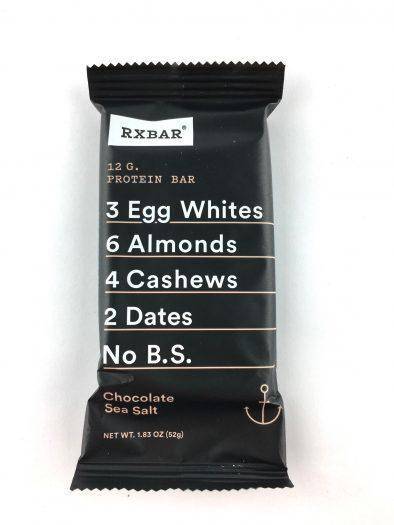 RXBAR®
12 G.
PROTEIN BAR
3 Egg Whites
6 Almonds
4 Cashews
2 Dates
No B.S.
Chocolate
Sea Salt
NET WT. 1.83 OZ (52g)